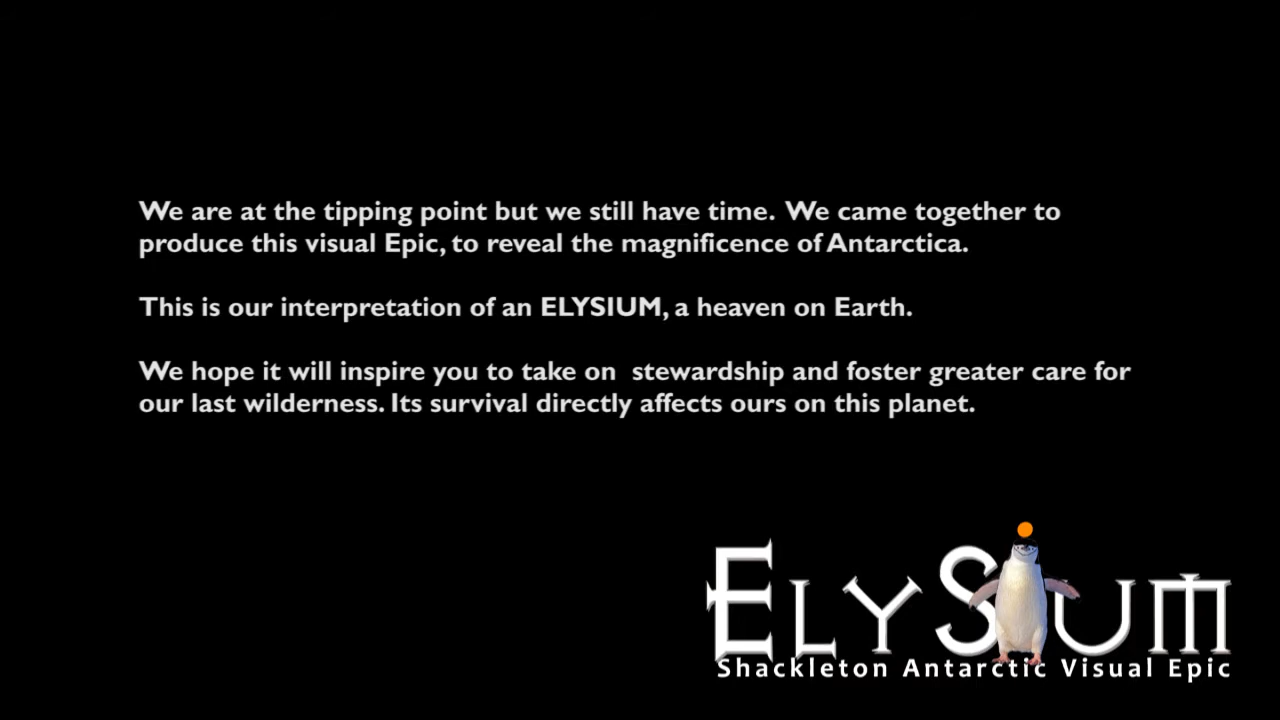 We are at the tipping point but we still have time. We came together to
produce this visual Epic, to reveal the magnificence of Antarctica.
This is our interpretation of an ELYSIUM, a heaven on Earth.
We hope it will inspire you to take on stewardship and foster greater care for
our last wilderness. Its survival directly affects ours on this planet.
ELYSIUM
Shackleton Antarctic Visual Epic